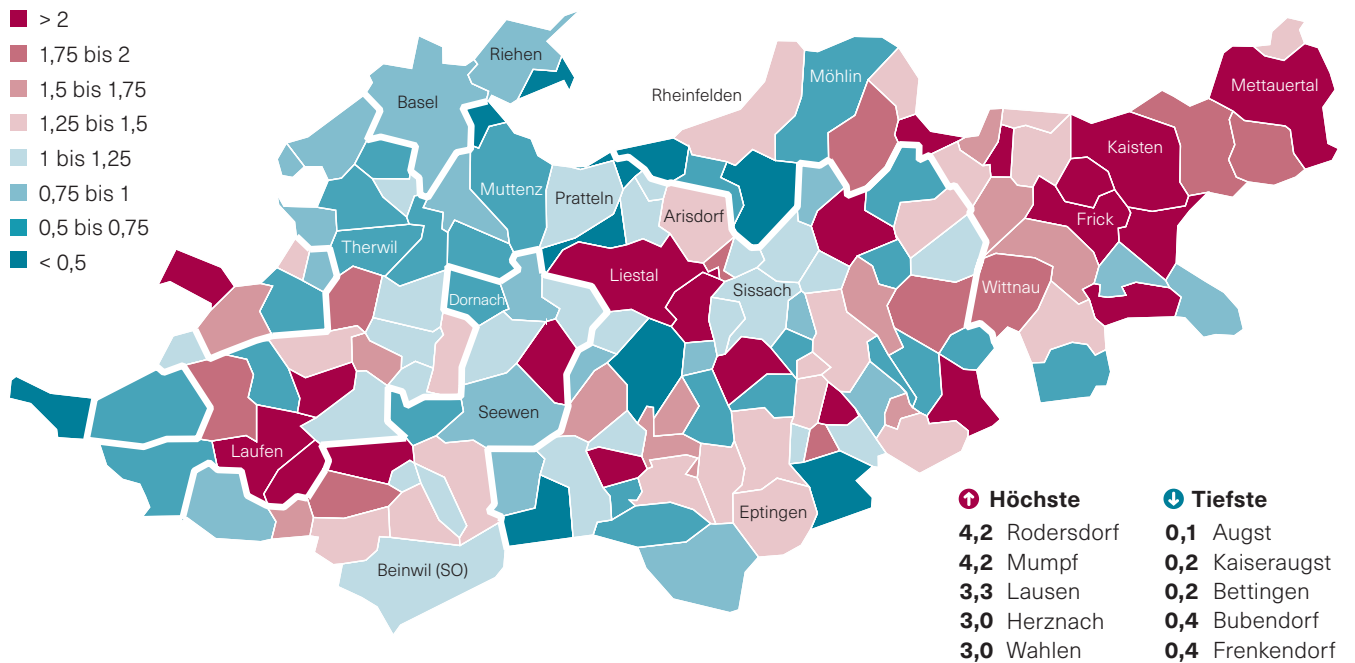 > 2
1,75 bis 2
1,5 bis 1,75
1,25 bis 1,5
1 bis 1,25
0,75 bis 1
0,5 bis 0,75
< 0,5
Riehen
Basel
Rheinfelden
Möhlin
Mettauertal
Kaisten
Muttenz
Pratteln
Arisdorf
Frick
Therwil
Liestal
Sissach
Wittnau
Dornach
Seewen
Laufen
Eptingen
Beinwil (SO)
Höchste
4,2 Rodersdorf
4,2 Mumpf
3,3 Lausen
3,0 Herznach
3,0 Wahlen
Tiefste
0,1 Augst
0,2 Kaiseraugst
0,2 Bettingen
0,4 Bubendorf
0,4 Frenkendorf